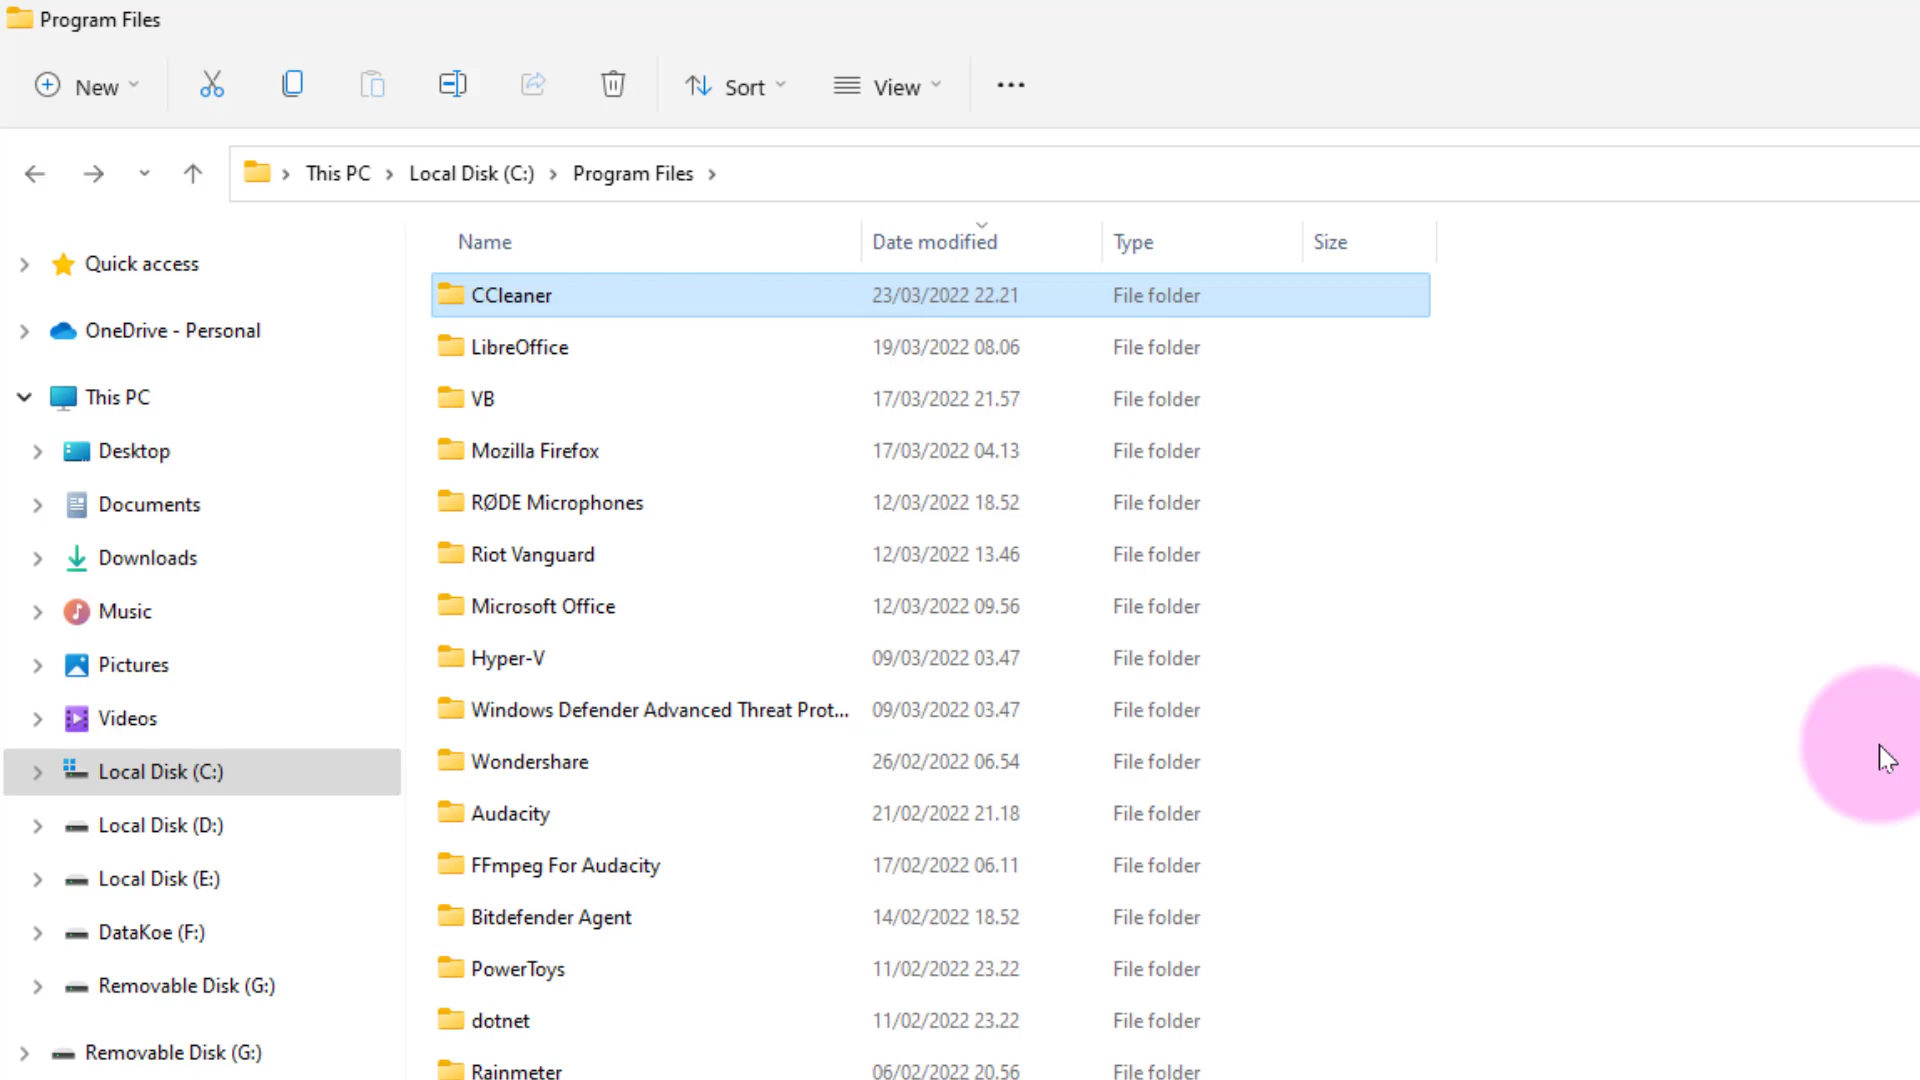 Program Files
New
Sort
View
This PC
Local Disk (C:)
Program Files
Quick access
OneDrive - Personal
This PC
Desktop
Documents
Downloads
Music
Pictures
Videos
Local Disk (C:)
Local Disk (D:)
Local Disk (E:)
DataKoe (F:)
Removable Disk (G:)
Removable Disk (G:)
Name Date modified Type Size
CCleaner 23/03/2022 22.21 File folder
LibreOffice 19/03/2022 08.06 File folder
VB 17/03/2022 21.57 File folder
Mozilla Firefox 17/03/2022 04.13 File folder
RØDE Microphones 12/03/2022 18.52 File folder
Riot Vanguard 12/03/2022 13.46 File folder
Microsoft Office 12/03/2022 09.56 File folder
Hyper-V 09/03/2022 03.47 File folder
Windows Defender Advanced Threat Prot... 09/03/2022 03.47 File folder
Wondershare 26/02/2022 06.54 File folder
Audacity 21/02/2022 21.18 File folder
FFmpeg For Audacity 17/02/2022 06.11 File folder
Bitdefender Agent 14/02/2022 18.52 File folder
PowerToys 11/02/2022 23.22 File folder
dotnet 11/02/2022 23.22 File folder
Rainmeter 06/02/2022 20.56 File folder